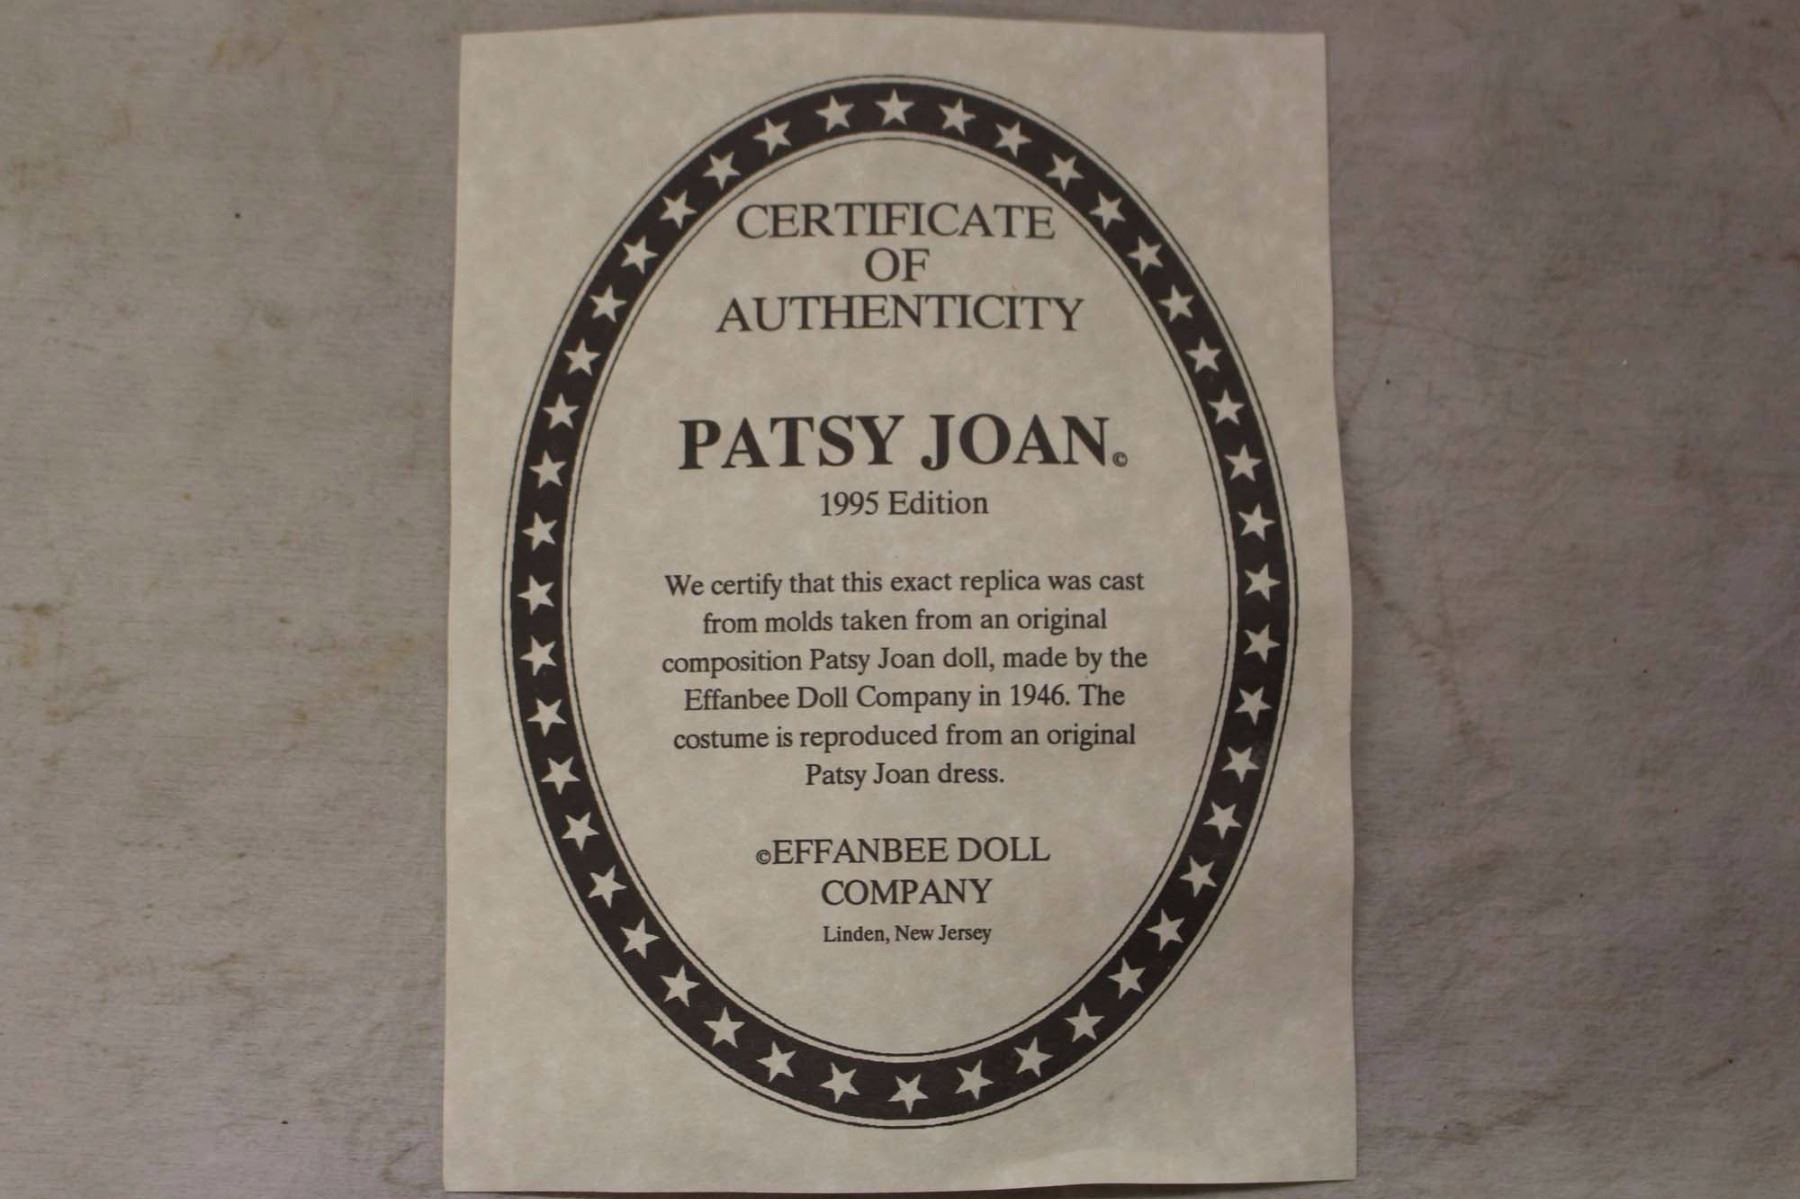 CERTIFICATE
OF
AUTHENTICITY
PATSY JOAN©
1995 Edition
We certify that this exact replica was cast
from molds taken from an original
composition Patsy Joan doll, made by the
Effanbee Doll Company in 1946. The
costume is reproduced from an original
Patsy Joan dress.
©EFFANBEE DOLL
COMPANY
Linden, New Jersey